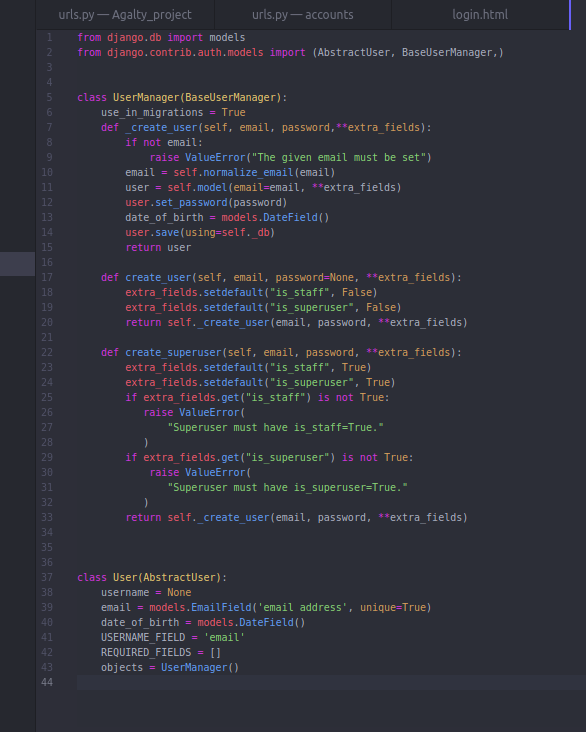 urls.py — Agalty_project urls.py — accounts login.html
1 from django.db import models
2 from django.contrib.auth.models import (AbstractUser, BaseUserManager,)
3
4
5 class UserManager(BaseUserManager):
6     use_in_migrations = True
7     def _create_user(self, email, password,**extra_fields):
8         if not email:
9             raise ValueError("The given email must be set")
10         email = self.normalize_email(email)
11         user = self.model(email=email, **extra_fields)
12         user.set_password(password)
13         date_of_birth = models.DateField()
14         user.save(using=self._db)
15         return user
16
17     def create_user(self, email, password=None, **extra_fields):
18         extra_fields.setdefault("is_staff", False)
19         extra_fields.setdefault("is_superuser", False)
20         return self._create_user(email, password, **extra_fields)
21
22     def create_superuser(self, email, password, **extra_fields):
23         extra_fields.setdefault("is_staff", True)
24         extra_fields.setdefault("is_superuser", True)
25         if extra_fields.get("is_staff") is not True:
26            raise ValueError(
27                "Superuser must have is_staff=True."
28            )
29         if extra_fields.get("is_superuser") is not True:
30             raise ValueError(
31                "Superuser must have is_superuser=True."
32            )
33         return self._create_user(email, password, **extra_fields)
34
35
36
37 class User(AbstractUser):
38     username = None
39     email = models.EmailField('email address', unique=True)
40     date_of_birth = models.DateField()
41     USERNAME_FIELD = 'email'
42     REQUIRED_FIELDS = []
43     objects = UserManager()
44